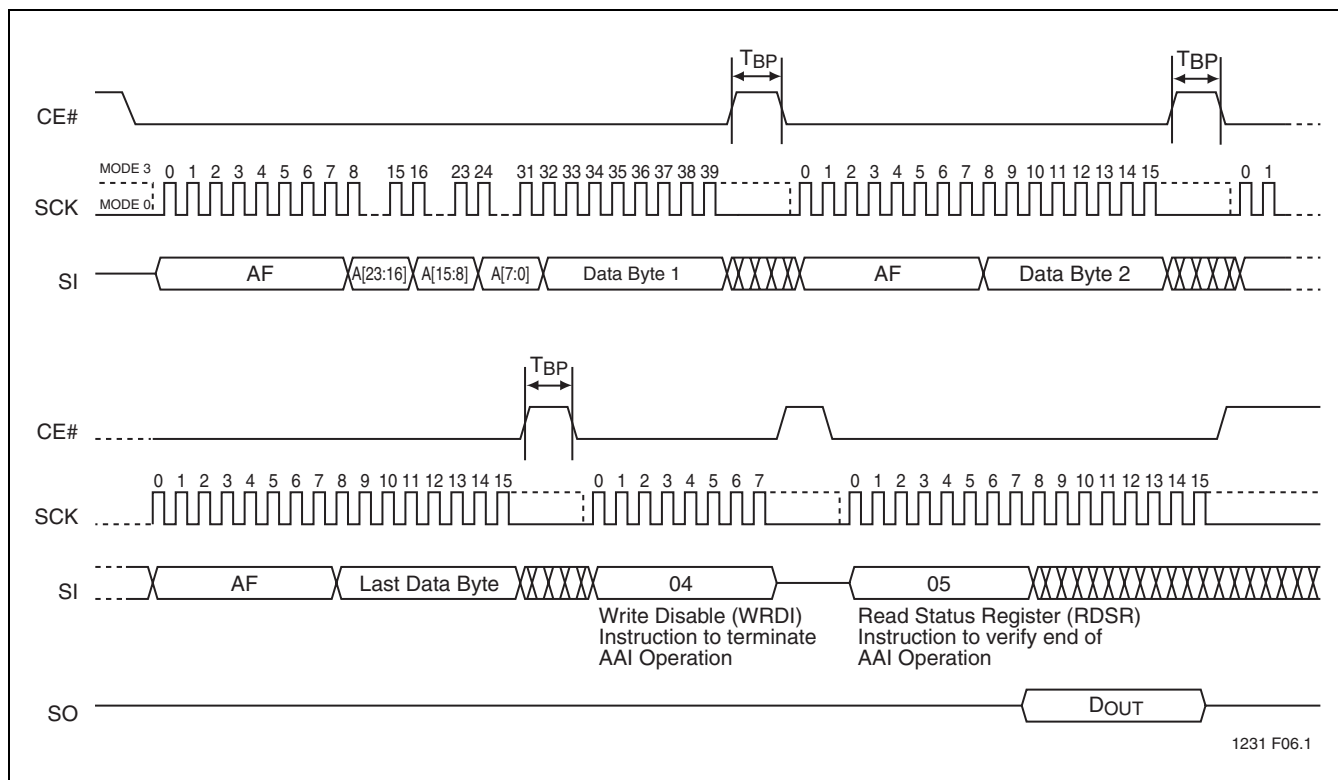 TBP TBP
CE#
MODE 3 0 1 2 3 4 5 6 7 8 15 16 23 24 31 32 33 34 35 36 37 38 39 0 1 2 3 4 5 6 7 8 9 10 11 12 13 14 15 0 1
SCK MODE 0
SI AF A[23:16] A[15:8] A[7:0] Data Byte 1 AF Data Byte 2
TBP
CE#
0 1 2 3 4 5 6 7 8 9 10 11 12 13 14 15 0 1 2 3 4 5 6 7 0 1 2 3 4 5 6 7 8 9 10 11 12 13 14 15
SCK
SI AF Last Data Byte 04 05
Write Disable (WRDI) Read Status Register (RDSR)
Instruction to terminate Instruction to verify end of
AAI Operation AAI Operation
SO DOUT
1231 F06.1